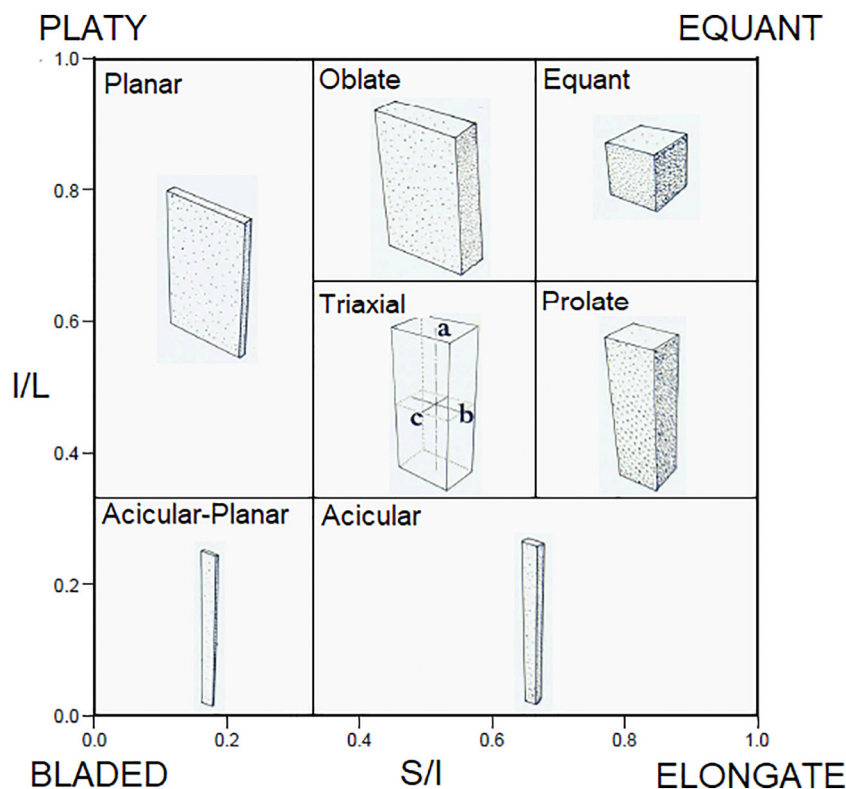 PLATY EQUANT
1.0
Planar Oblate Equant
0.8
Triaxial Prolate
a
0.6
I/L
c b
0.4
Acicular-Planar Acicular
0.2
0.0
0.0 0.2 0.4 0.6 0.8 1.0
BLADED S/I ELONGATE